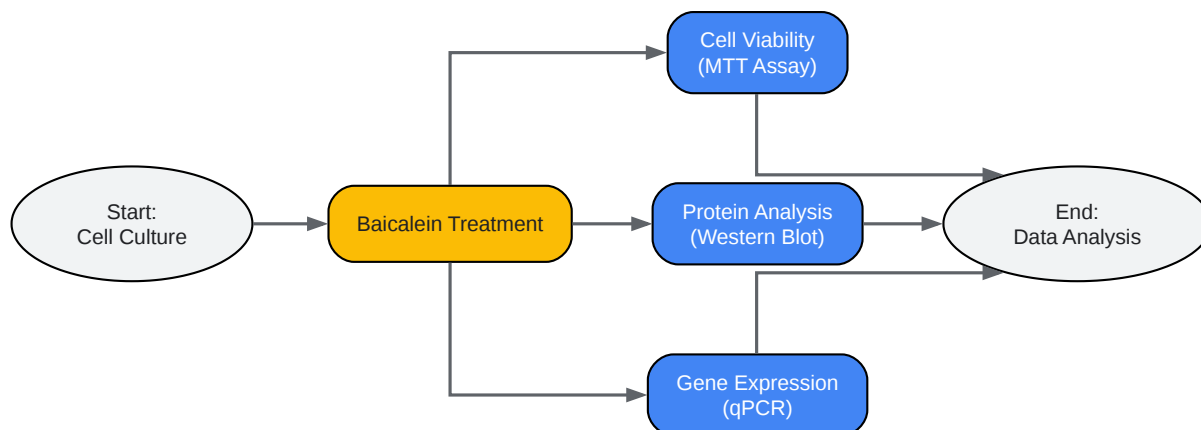 Cell Viability
(MTT Assay)
Start:
Cell Culture
Baicalein Treatment
Protein Analysis
(Western Blot)
End:
Data Analysis
Gene Expression
(qPCR)